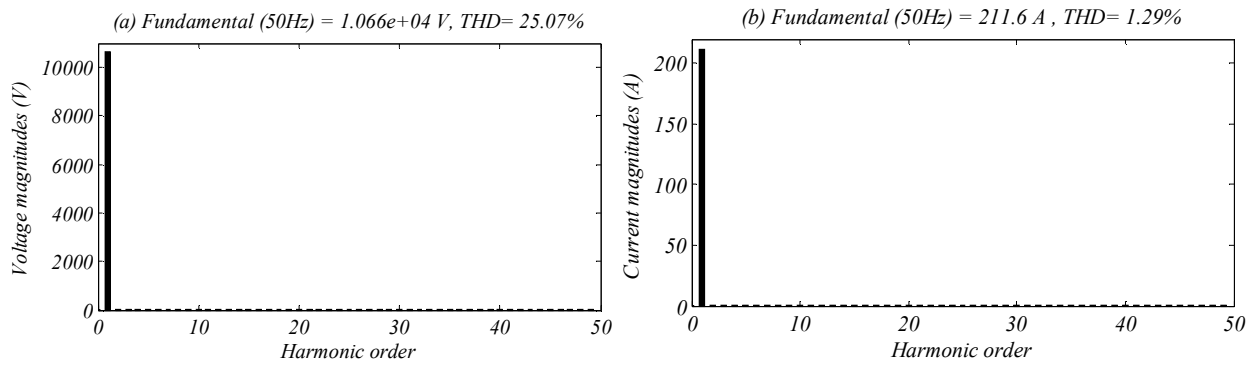 (a) Fundamental (50Hz) = 1.066e+04 V, THD= 25.07%
Voltage magnitudes (V)
10000
8000
6000
4000
2000
0
0 10 20 30 40 50
Harmonic order
(b) Fundamental (50Hz) = 211.6 A , THD= 1.29%
Current magnitudes (A)
200
150
100
50
0
0 10 20 30 40 50
Harmonic order